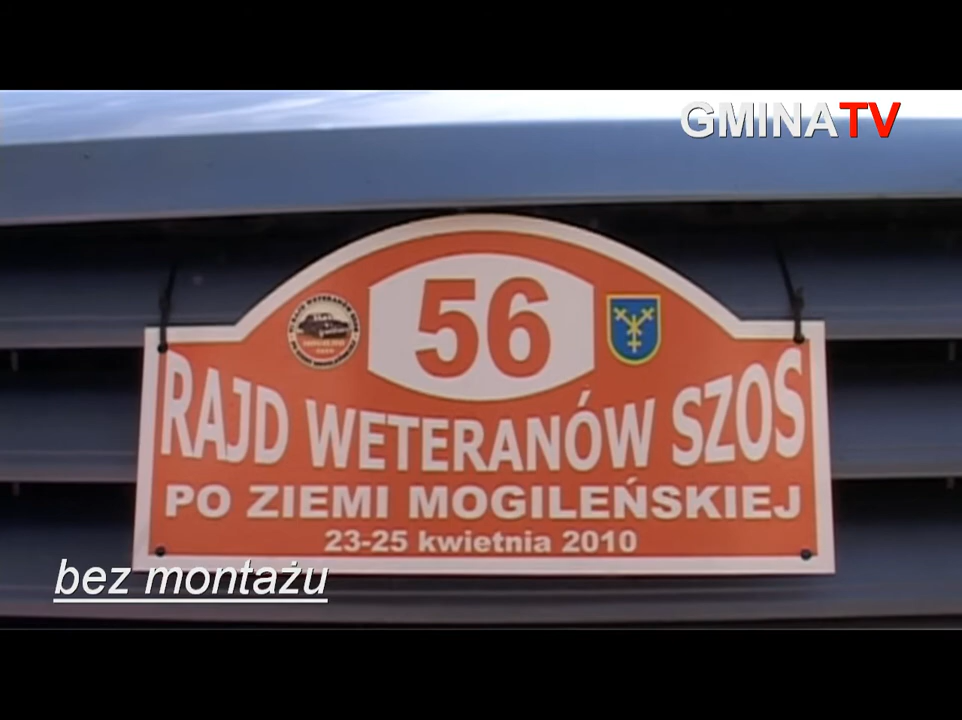 GMINATV
56
RAJD WETERANÓW SZOS
PO ZIEMI MOGILEŃSKIEJ
23-25 kwietnia 2010
bez montażu